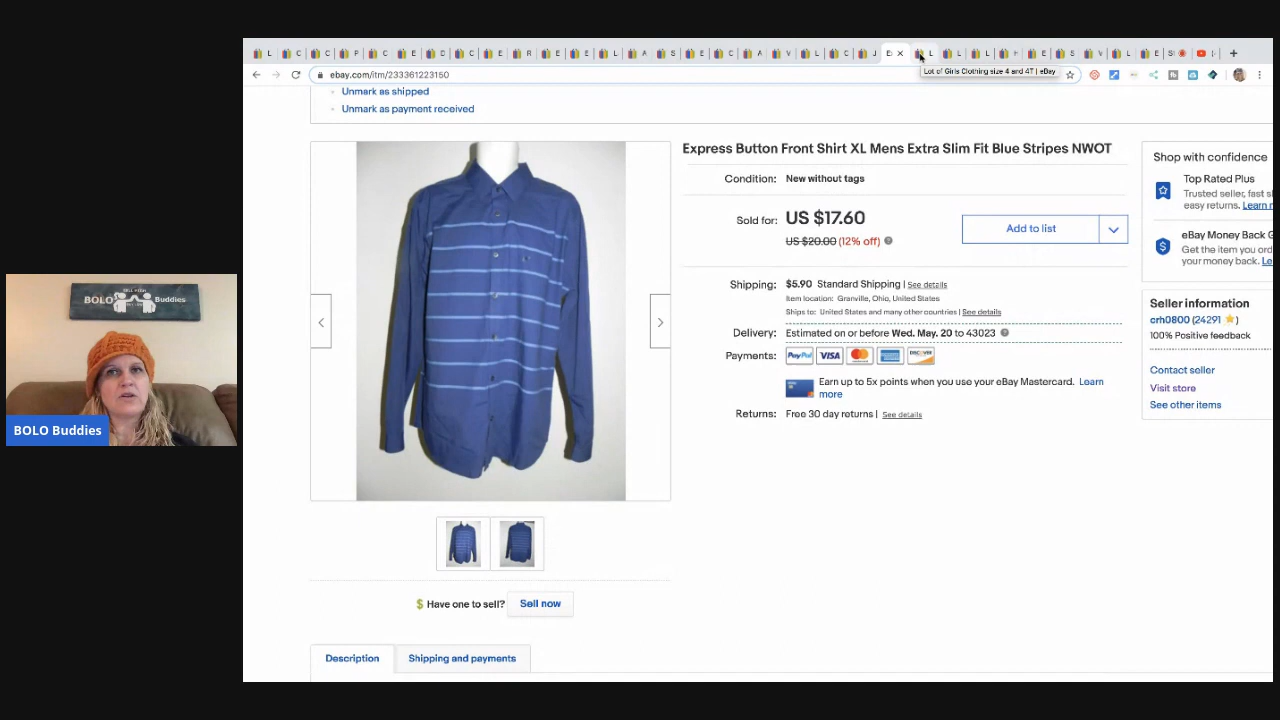 L C C P C E D C E R E E L A S E C A V L C J E L L L H E S V L E S
ebay.com/itm/233361223150
Lot of Girls Clothing size 4 and 4T | eBay
Unmark as shipped
Unmark as payment received
Express Button Front Shirt XL Mens Extra Slim Fit Blue Stripes NWOT
Condition: New without tags
Sold for: US $17.60
US $20.00 (12% off)
Add to list
Shipping: $5.90 Standard Shipping | See details
Item location: Granville, Ohio, United States
Ships to: United States and many other countries | See details
Delivery: Estimated on or before Wed. May. 20 to 43023
Payments: PayPal VISA
Earn up to 5x points when you use your eBay Mastercard. Learn
more
Returns: Free 30 day returns | See details
Shop with confidence
Top Rated Plus
Trusted seller, fast s
easy returns. Learn
eBay Money Back G
Get the item you ord
your money back.
Seller information
crh0800 (24291 )
100% Positive feedback
Contact seller
Visit store
See other items
BOLO Buddies
BOLO Buddies
Have one to sell? Sell now
Description
Shipping and payments